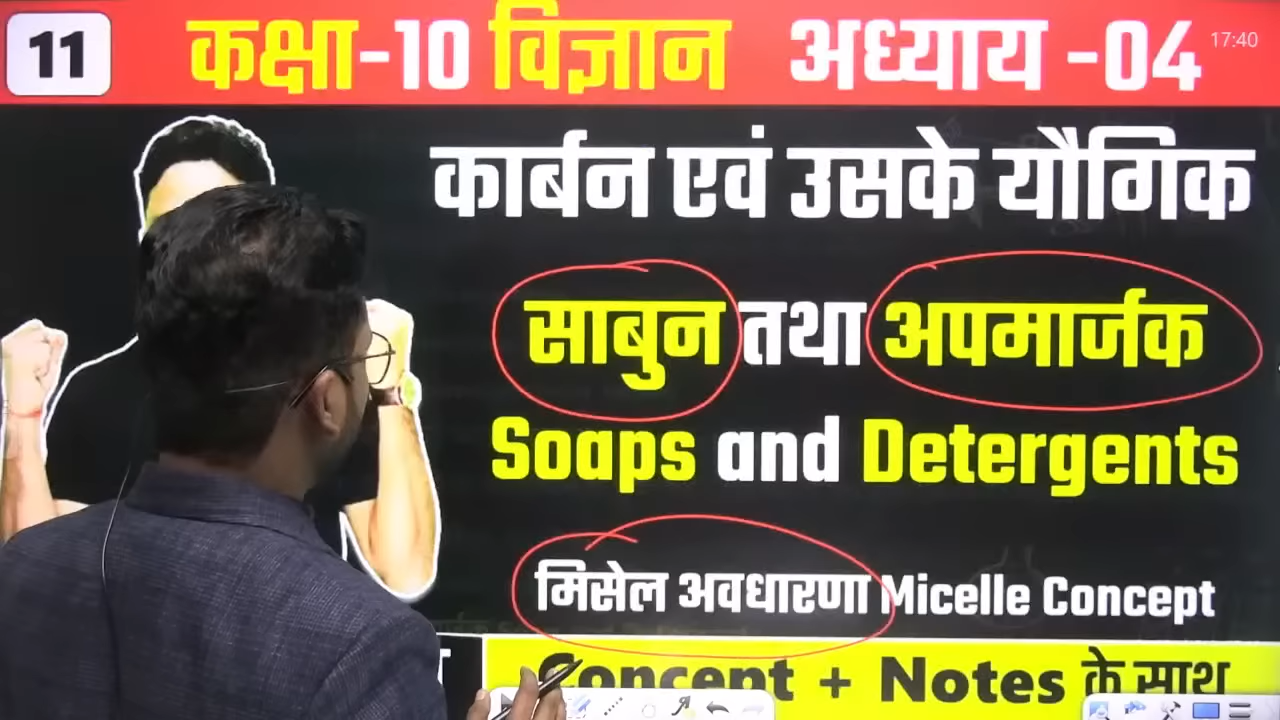 11 कक्षा-10 विज्ञान अध्याय -04 17:40
कार्बन एवं उसके यौगिक
साबुन तथा अपमार्जक
Soaps and Detergents
मिसेल अवधारणा Micelle Concept
Concept + Notes के साथ